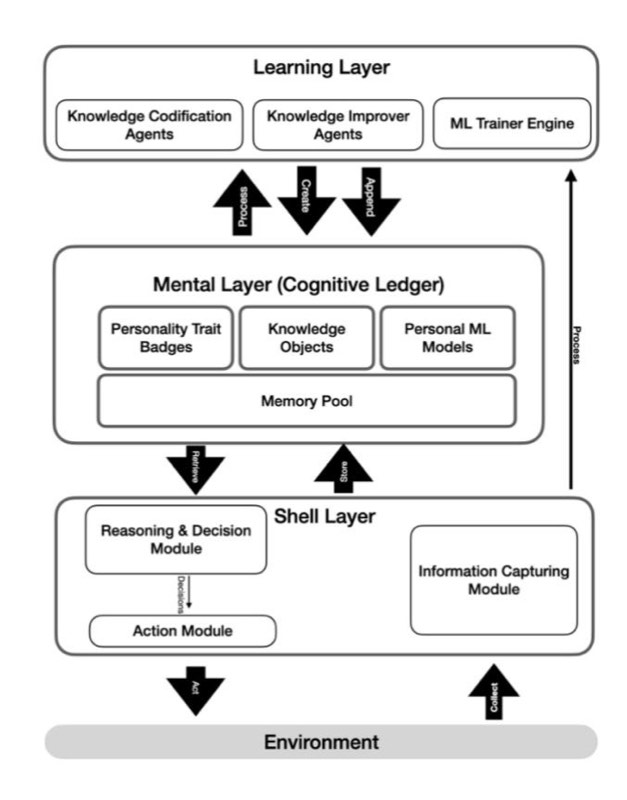 Learning Layer
Knowledge Codification
Agents
Knowledge Improver
Agents
ML Trainer Engine
Process
Create
Append
Mental Layer (Cognitive Ledger)
Personality Trait
Badges
Knowledge
Objects
Personal ML
Models
Memory Pool
Process
Retrieve
Store
Shell Layer
Reasoning & Decision
Module
Decisions
Action Module
Information Capturing
Module
Act
Collect
Environment